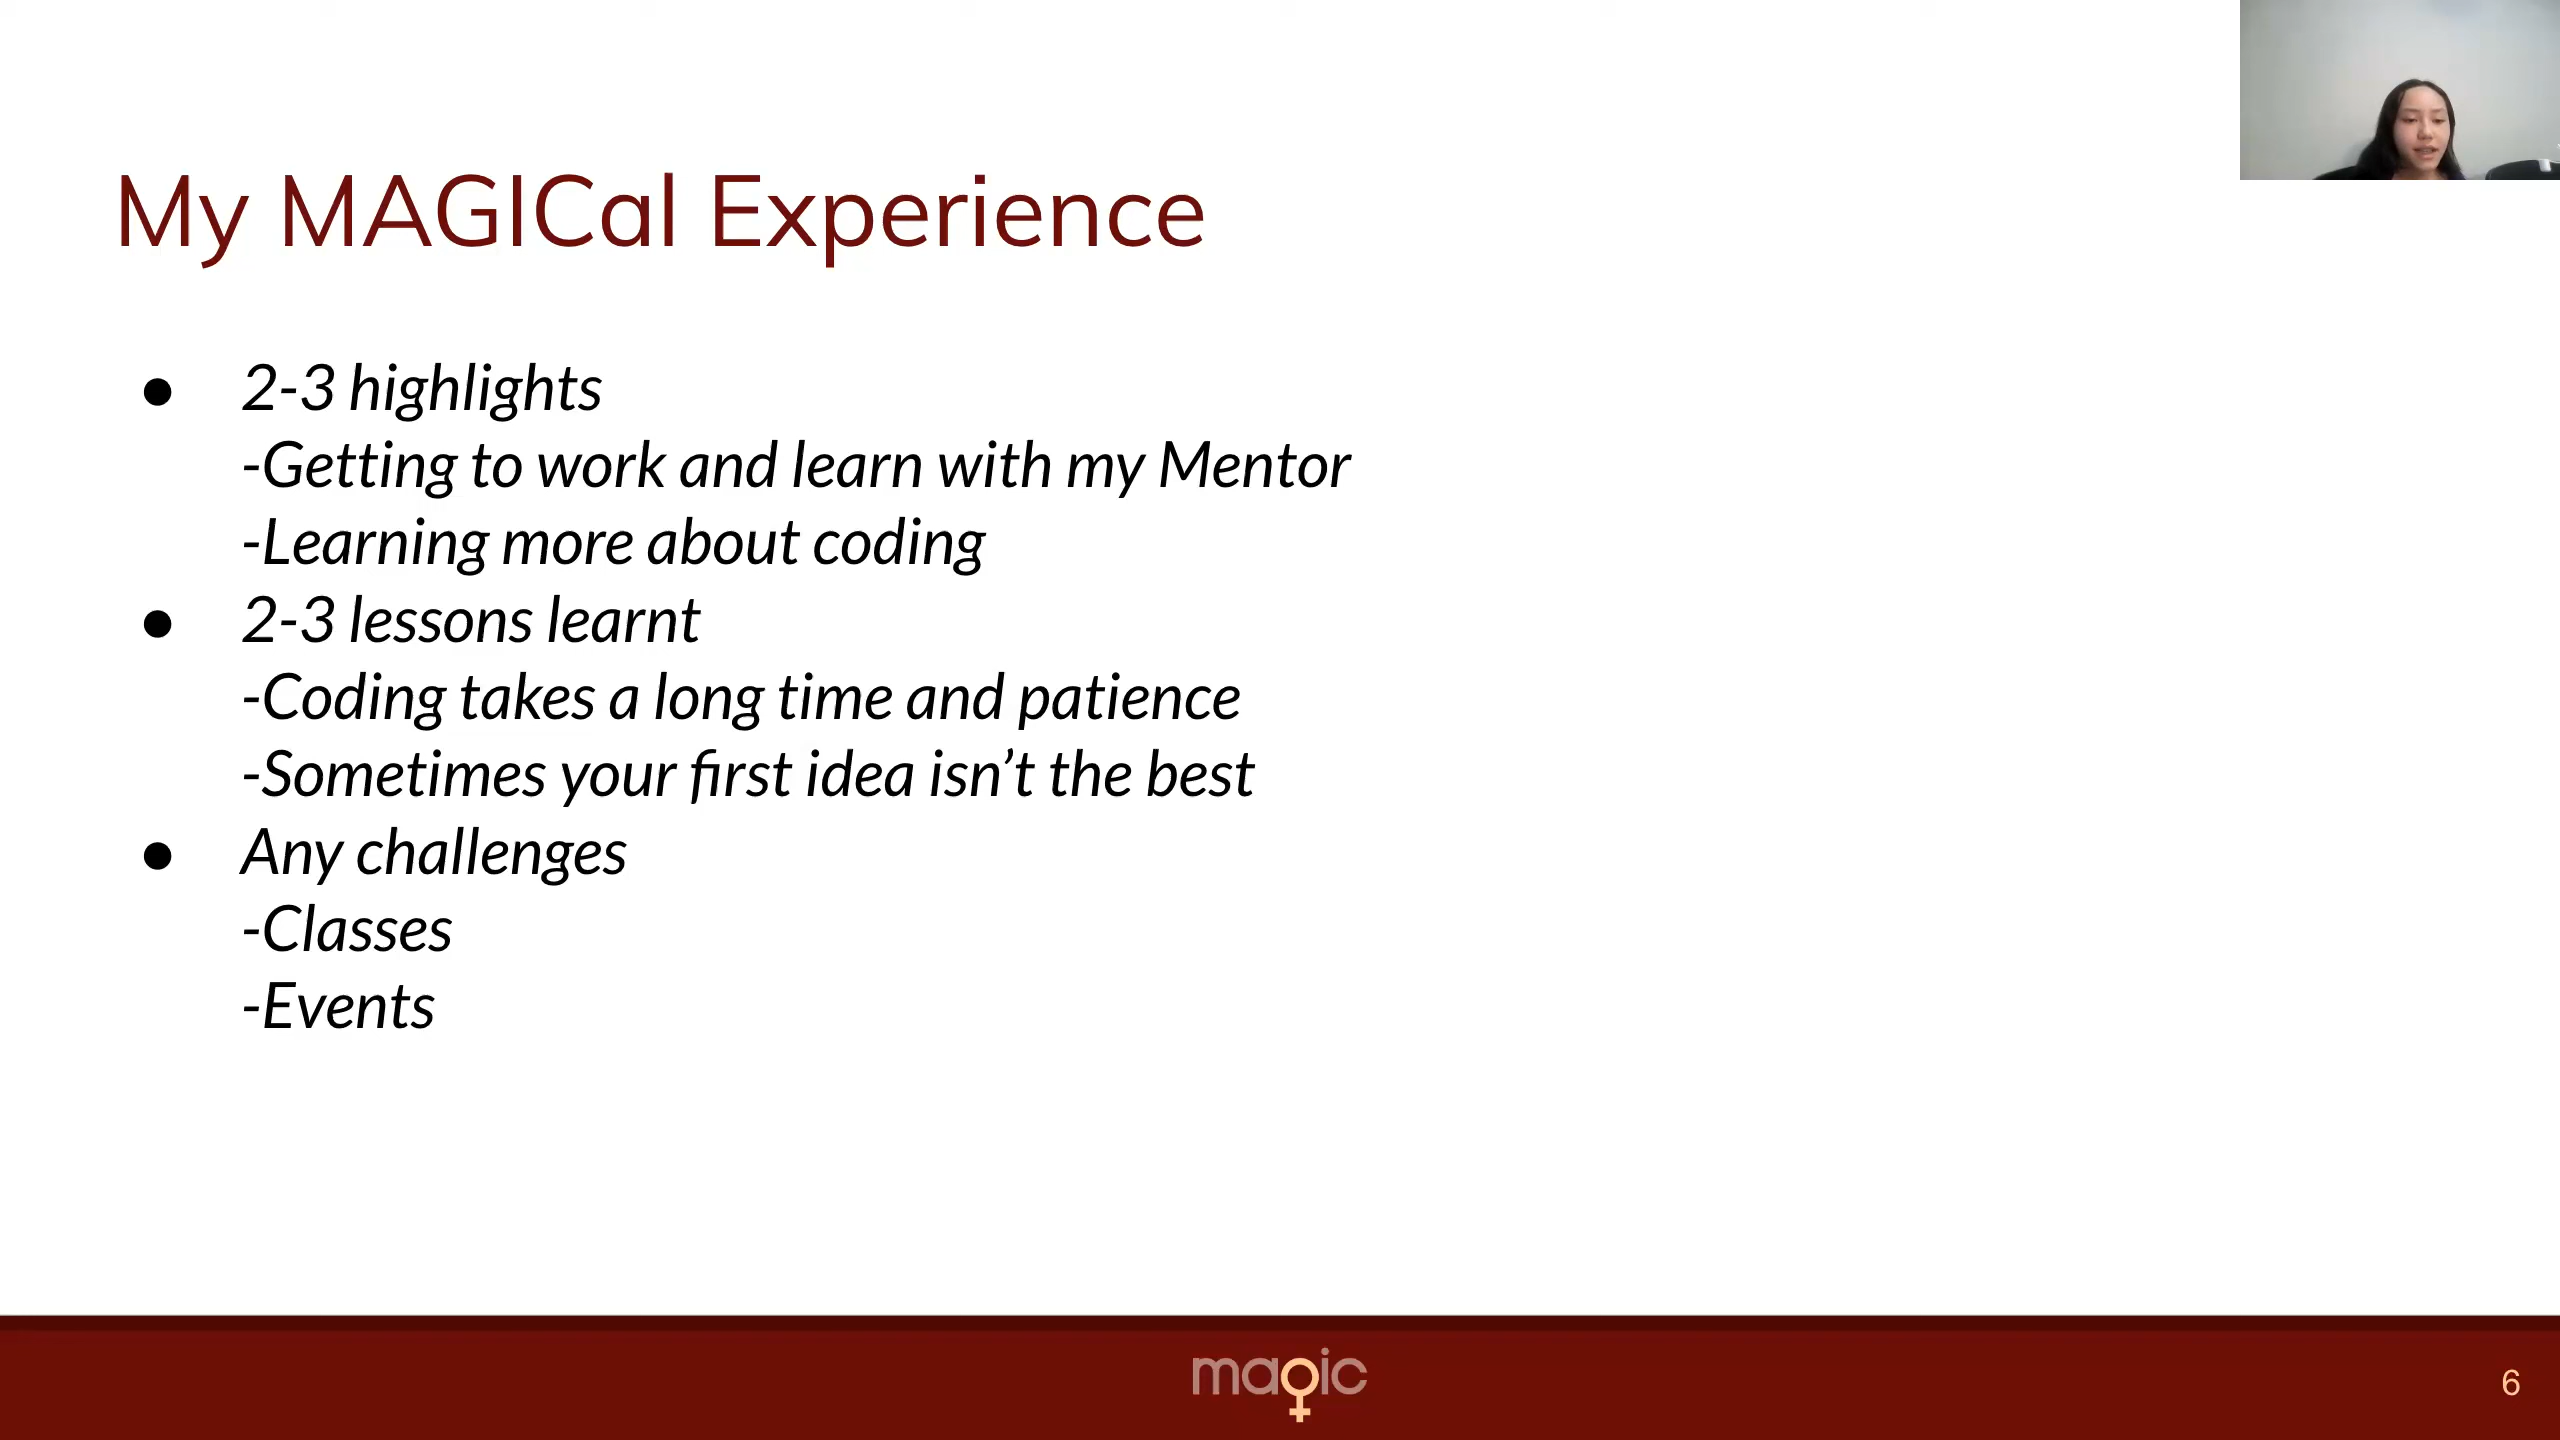 My MAGICal Experience
● 2-3 highlights
-Getting to work and learn with my Mentor
-Learning more about coding
● 2-3 lessons learnt
-Coding takes a long time and patience
-Sometimes your first idea isn’t the best
● Any challenges
-Classes
-Events
magic
6